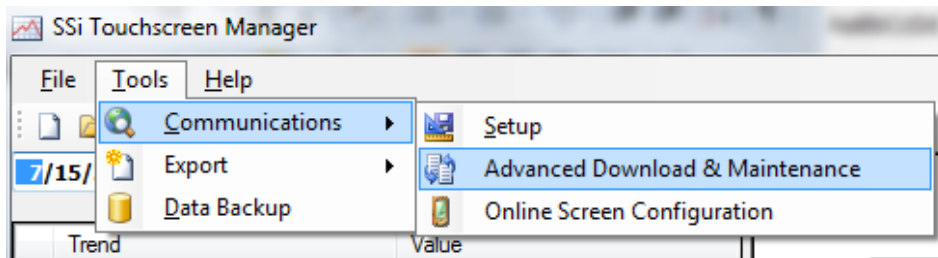 SSi Touchscreen Manager
File Tools Help
Communications
Setup
Export
Advanced Download & Maintenance
7/15/
Data Backup
Online Screen Configuration
Trend Value